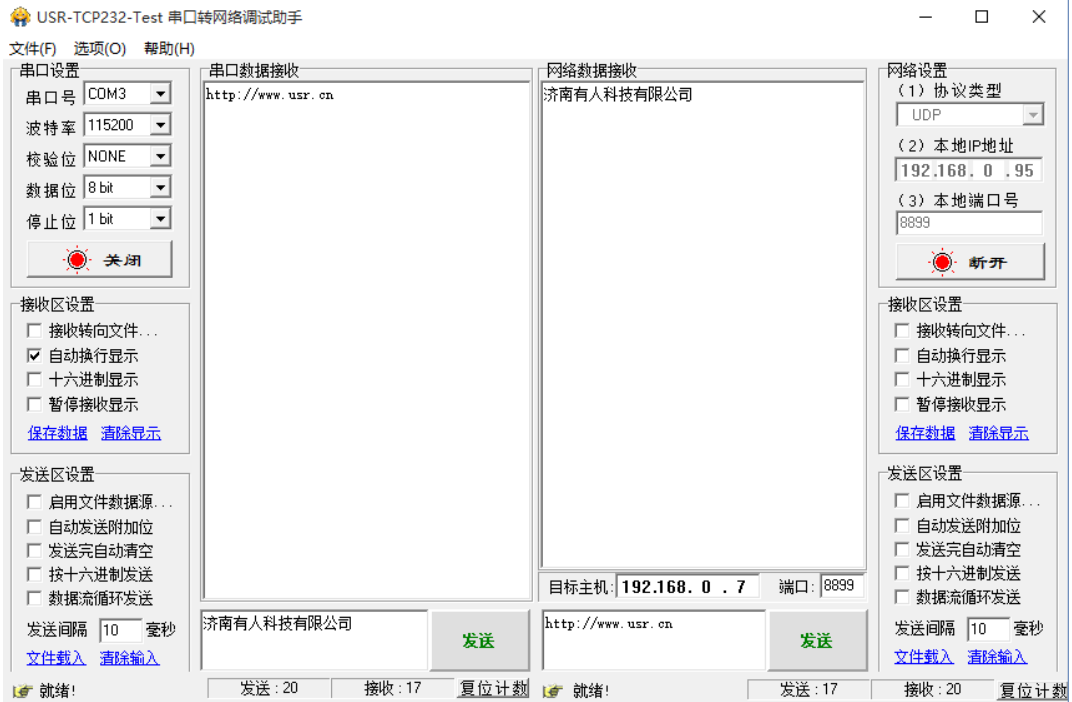 USR-TCP232-Test 串口转网络调试助手
文件(F) 选项(O) 帮助(H)
串口设置
串口号 COM3
波特率 115200
校验位 NONE
数据位 8 bit
停止位 1 bit
关闭
接收区设置
接收转向文件...
自动换行显示
十六进制显示
暂停接收显示
保存数据 清除显示
发送区设置
启用文件数据源...
自动发送附加位
发送完自动清空
按十六进制发送
数据流循环发送
发送间隔 10 毫秒
文件载入 清除输入
就绪!
串口数据接收
http://www.usr.cn
济南有人科技有限公司
发送
发送 : 20 接收 : 17 复位计数
网络数据接收
济南有人科技有限公司
目标主机: 192.168. 0 . 7 端口: 8899
http://www.usr.cn
发送
就绪!
发送 : 17 接收 : 20 复位计数
网络设置
(1) 协议类型
UDP
(2) 本地IP地址
192.168. 0 .95
(3) 本地端口号
8899
断开
接收区设置
接收转向文件...
自动换行显示
十六进制显示
暂停接收显示
保存数据 清除显示
发送区设置
启用文件数据源...
自动发送附加位
发送完自动清空
按十六进制发送
数据流循环发送
发送间隔 10 毫秒
文件载入 清除输入